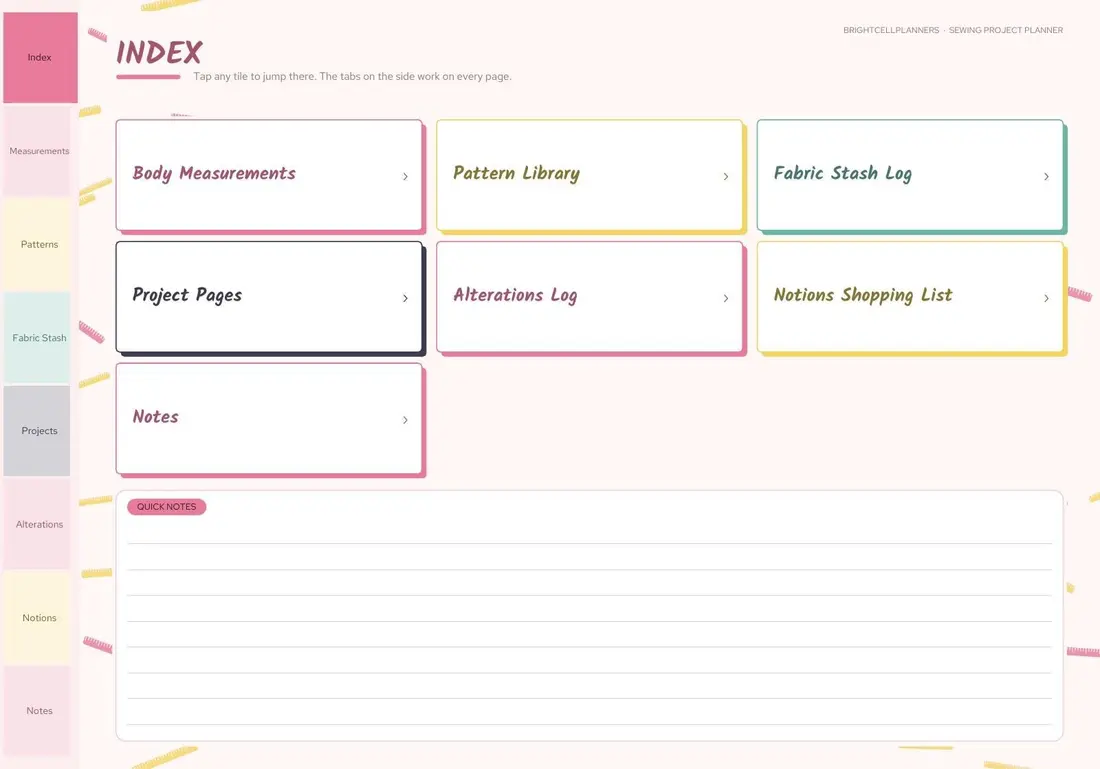 BRIGHTCELLPLANNERS · SEWING PROJECT PLANNER
INDEX
Tap any tile to jump there. The tabs on the side work on every page.
Index
Measurements
Patterns
Fabric Stash
Projects
Alterations
Notions
Notes
Body Measurements ›
Pattern Library ›
Fabric Stash Log ›
Project Pages ›
Alterations Log ›
Notions Shopping List ›
Notes ›
QUICK NOTES